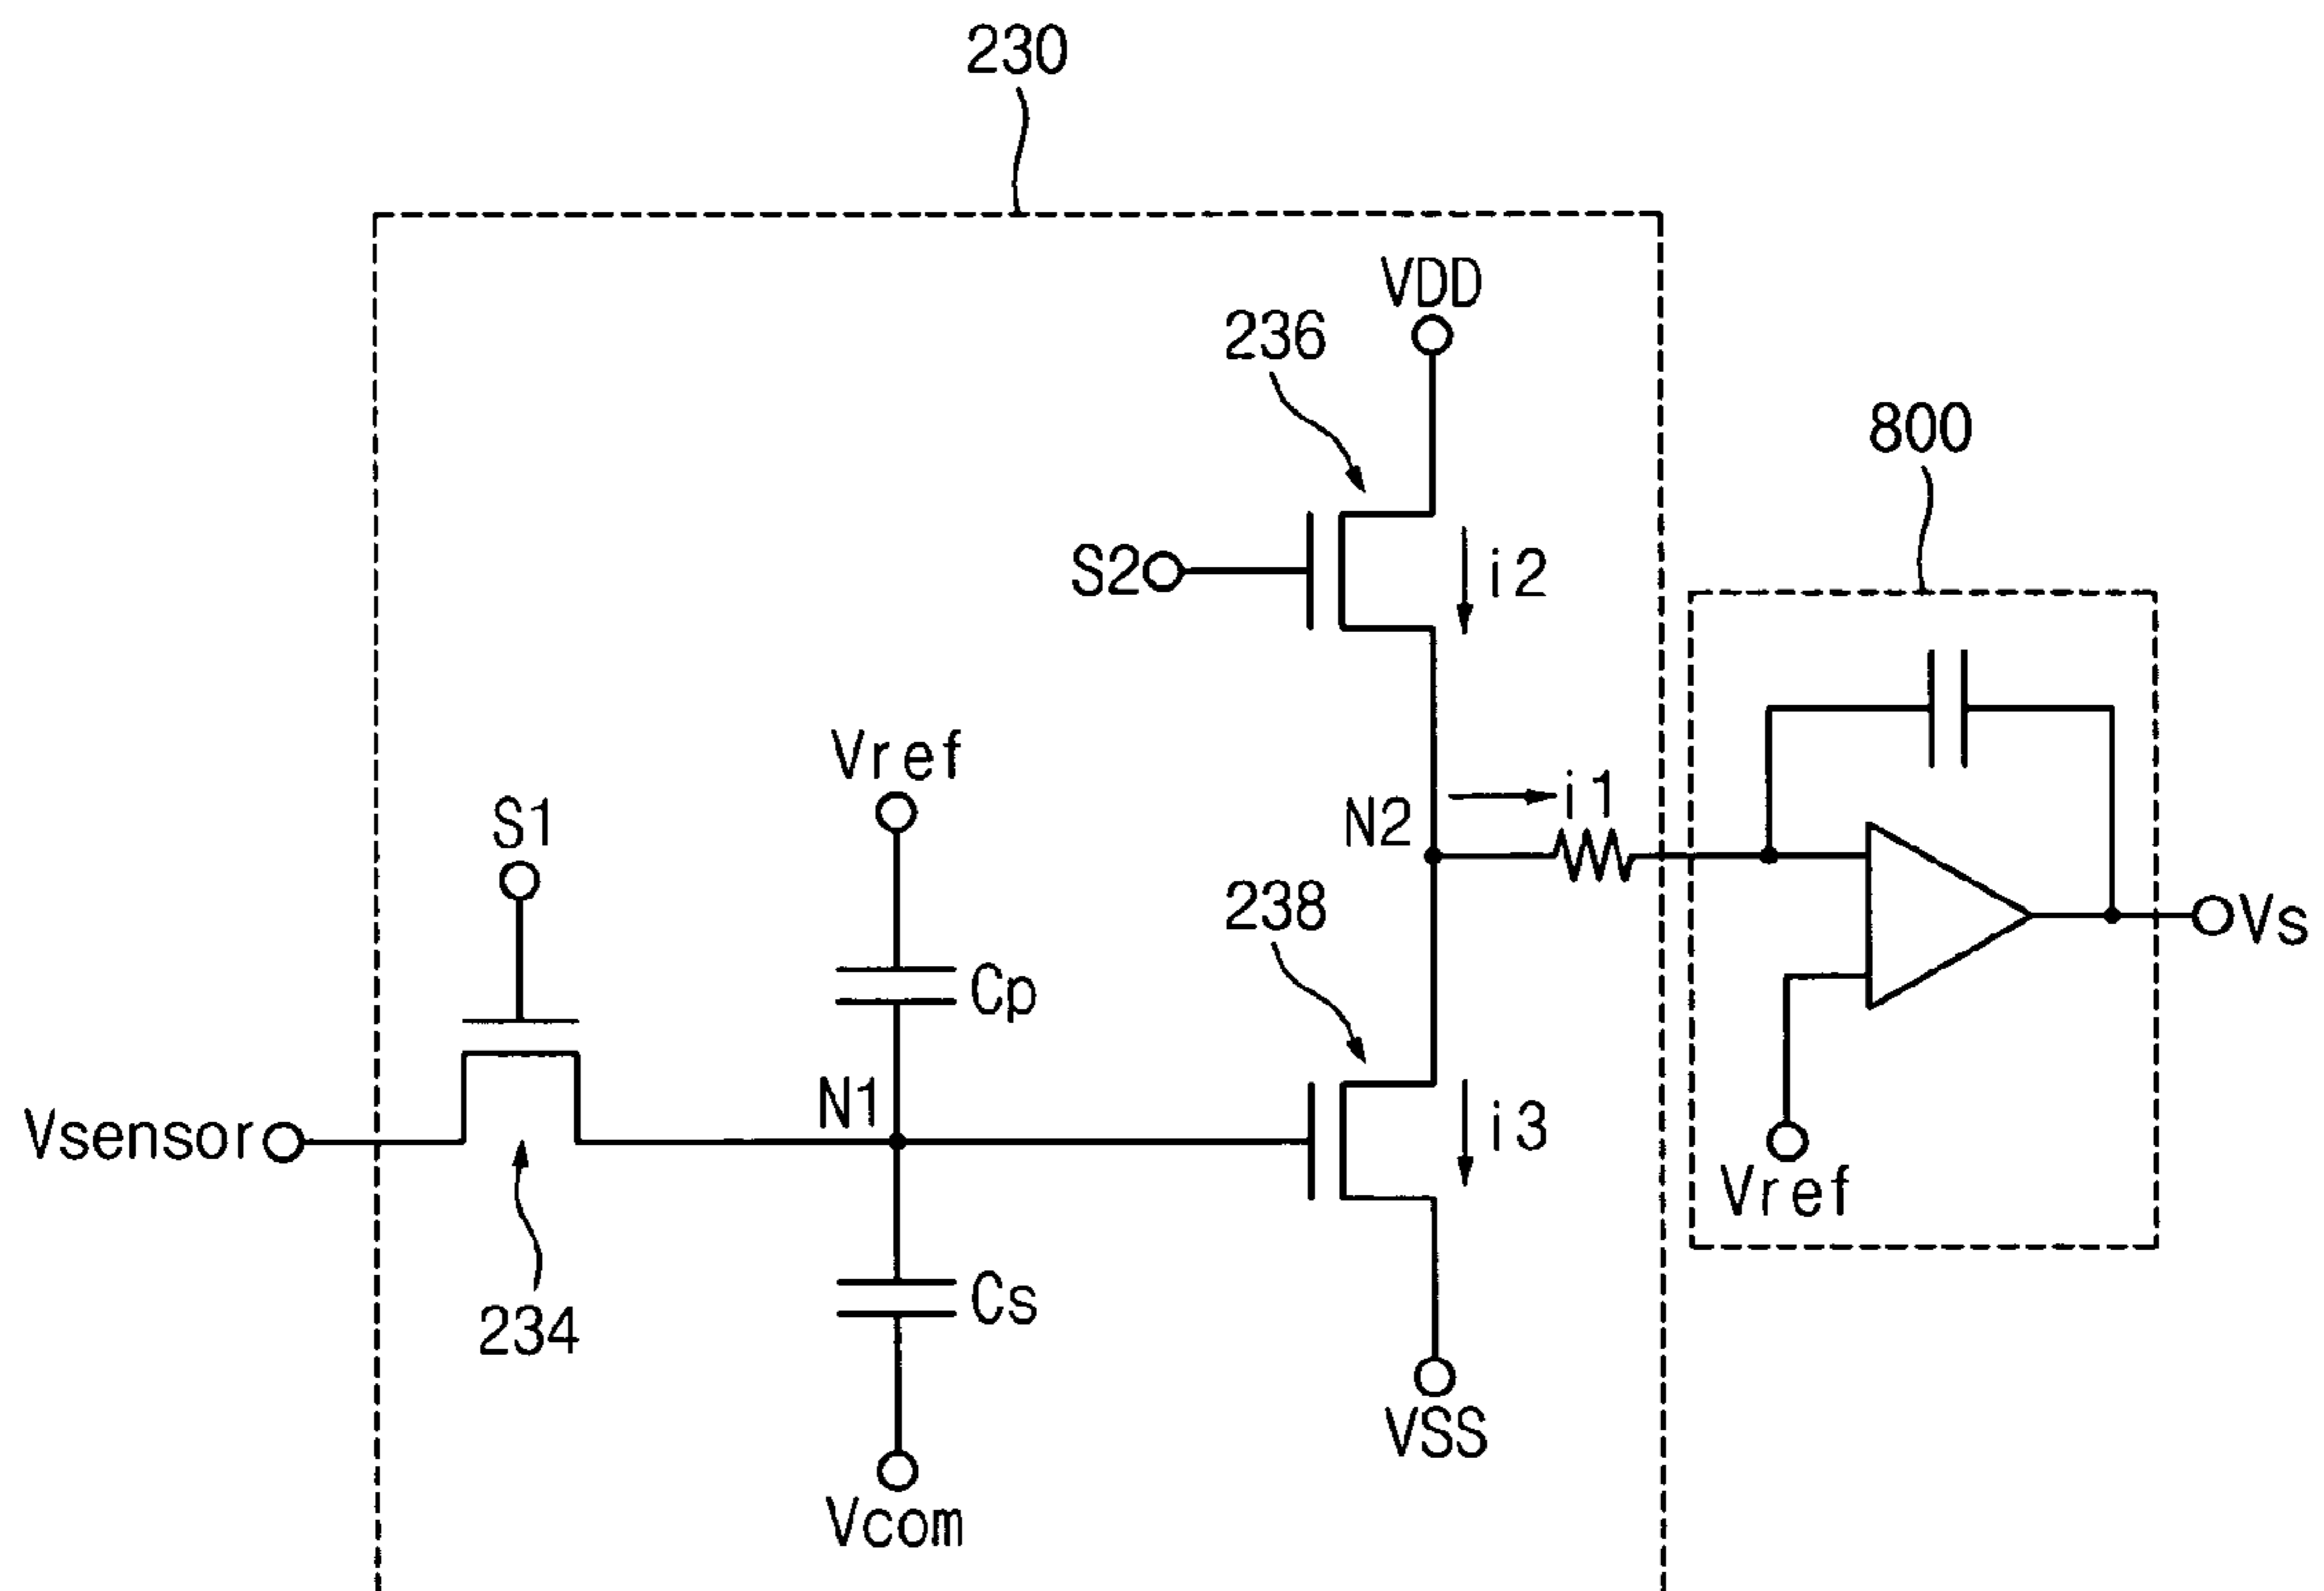 230
VDD
236
800
S2
i2
Vref
S1
N2
i1
238
Vs
Cp
N1
Vsensor
i3
Vref
Cs
234
VSS
Vcom